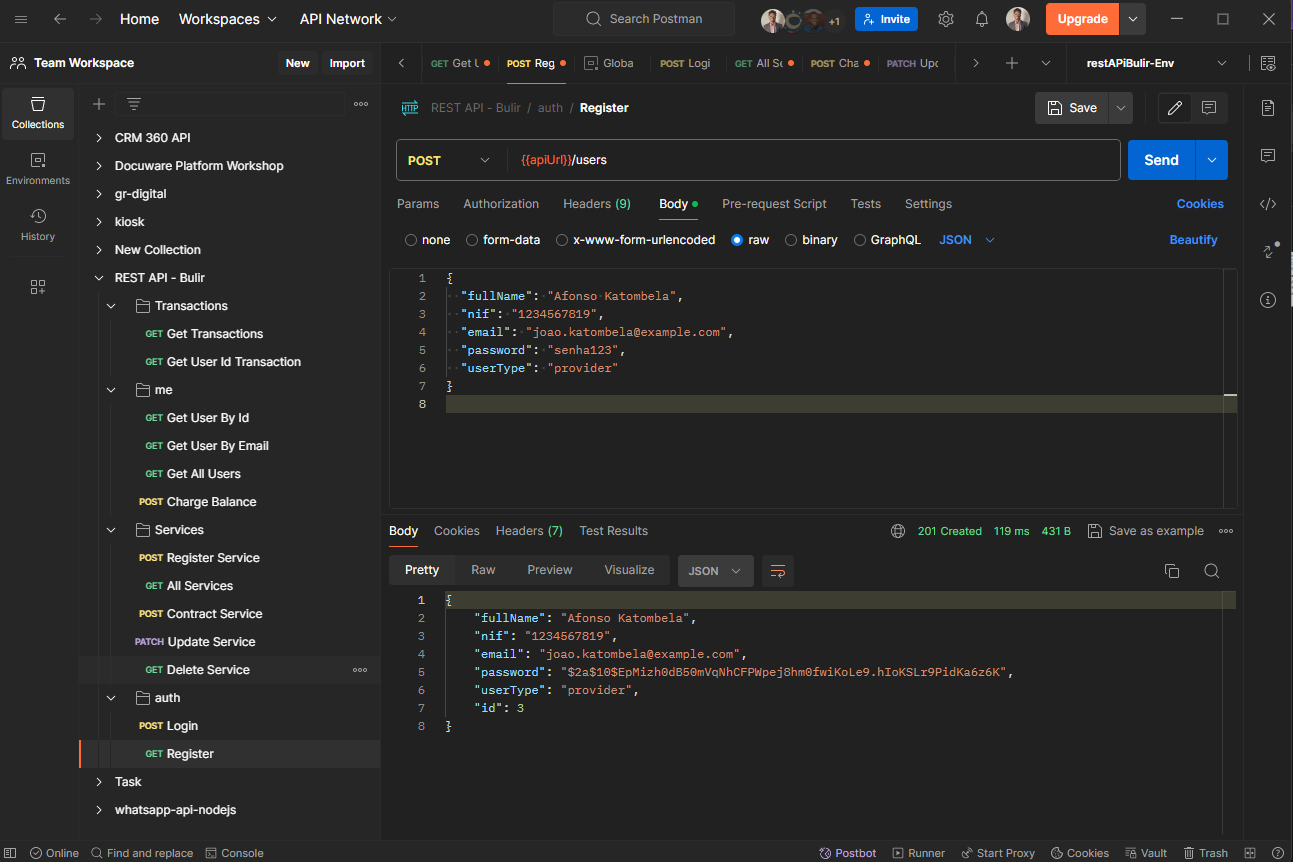 Home Workspaces API Network Search Postman +1 Invite Upgrade
Team Workspace New Import GET Get U POST Reg Globa POST Logi GET All Se POST Cha PATCH Upd restAPiBulir-Env
Collections
Environments
History
CRM 360 API
Docuware Platform Workshop
gr-digital
kiosk
New Collection
REST API - Bulir
Transactions
GET Get Transactions
GET Get User Id Transaction
me
GET Get User By Id
GET Get User By Email
GET Get All Users
POST Charge Balance
Services
POST Register Service
GET All Services
POST Contract Service
PATCH Update Service
GET Delete Service
auth
POST Login
GET Register
Task
whatsapp-api-nodejs
HTTP REST API - Bulir / auth / Register Save
POST {{apiUrl}}/users Send
Params Authorization Headers (9) Body Pre-request Script Tests Settings Cookies
none form-data x-www-form-urlencoded raw binary GraphQL JSON Beautify
1 {
2 "fullName": "Afonso Katombela",
3 "nif": "1234567819",
4 "email": "joao.katombela@example.com",
5 "password": "senha123",
6 "userType": "provider"
7 }
8
Body Cookies Headers (7) Test Results 201 Created 119 ms 431 B Save as example
Pretty Raw Preview Visualize JSON
1 {
2 "fullName": "Afonso Katombela",
3 "nif": "1234567819",
4 "email": "joao.katombela@example.com",
5 "password": "$2a$10$EpMizh0dB50mVqNhCFPWpej8hm0fwiKoLe9.hIoKSLr9PidKa6z6K",
6 "userType": "provider",
7 "id": 3
8 }
Online Find and replace Console Postbot Runner Start Proxy Cookies Vault Trash